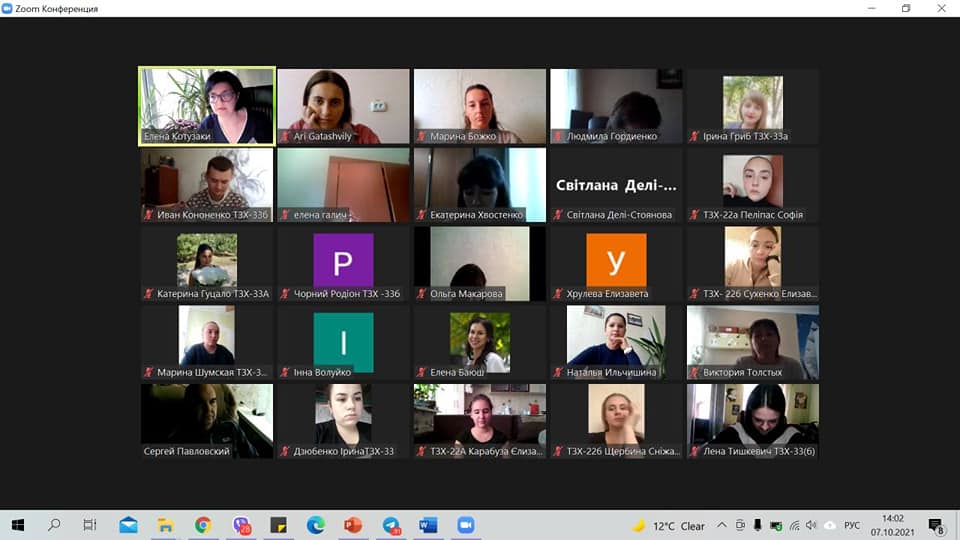 Zoom Конференция
Елена Котузаки
Ari Gatashvily
Марина Божко
Людмила Гордиенко
Ірина Гриб ТЗХ-33а
Иван Кононенко ТЗХ-33б
елена галич
Екатерина Хвостенко
Світлана Делі-...
Світлана Делі-Стоянова
ТЗХ-22а Пеліпас Софія
Катерина Гуцало ТЗХ-33А
Р
Чорний Родіон ТЗХ -33б
Ольга Макарова
У
Хрулева Елизавета
ТЗХ- 22б Сухенко Елизав...
Марина Шумская ТЗХ-3...
І
Інна Волуйко
Елена Баюш
Наталья Ильчишина
Виктория Толстых
Сергей Павловский
Дзюбенко ІринаТЗХ-33
ТЗХ-22А Карабуза Єлиза...
ТЗХ-22б Щербина Сніжа...
Лена Тишкевич ТЗХ-33(б)
28
12°C Clear
РУС
14:02
07.10.2021
8